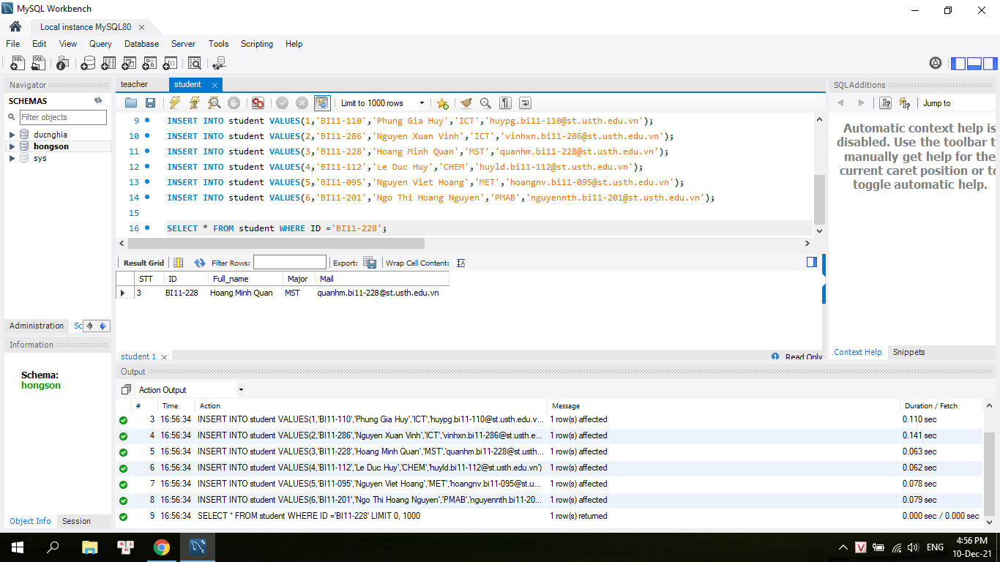 MySQL Workbench
Local instance MySQL80
File Edit View Query Database Server Tools Scripting Help
Navigator
SCHEMAS
Filter objects
ducnghia
hongson
sys
Administration Sc
Information
Schema:
hongson
Object Info Session
teacher student
Limit to 1000 rows
9 INSERT INTO student VALUES(1,'BI11-110','Phung Gia Huy','ICT','huypg.bi11-110@st.usth.edu.vn');
10 INSERT INTO student VALUES(2,'BI11-286','Nguyen Xuan Vinh','ICT','vinhxn.bi11-286@st.usth.edu.vn');
11 INSERT INTO student VALUES(3,'BI11-228','Hoang Minh Quan','MST','quanhm.bi11-228@st.usth.edu.vn');
12 INSERT INTO student VALUES(4,'BI11-112','Le Duc Huy','CHEM','huyld.bi11-112@st.usth.edu.vn');
13 INSERT INTO student VALUES(5,'BI11-095','Nguyen Viet Hoang','MET','hoangnv.bi11-095@st.usth.edu.vn');
14 INSERT INTO student VALUES(6,'BI11-201','Ngo Thi Hoang Nguyen','PMAB','nguyennth.bi11-201@st.usth.edu.vn');
15
16 SELECT * FROM student WHERE ID ='BI11-228';
Result Grid Filter Rows: Export: Wrap Cell Content:
STT ID Full_name Major Mail
3 BI11-228 Hoang Minh Quan MST quanhm.bi11-228@st.usth.edu.vn
student 1 Read Only
SQLAdditions
Jump to
Automatic context help is
disabled. Use the toolbar t
manually get help for the
current caret position or to
toggle automatic help.
Context Help Snippets
Output
Action Output
# Time Action Message Duration / Fetch
3 16:56:34 INSERT INTO student VALUES(1,'BI11-110','Phung Gia Huy','ICT','huypg.bi11-110@st.usth.edu.v... 1 row(s) affected 0.110 sec
4 16:56:34 INSERT INTO student VALUES(2,'BI11-286','Nguyen Xuan Vinh','ICT','vinhxn.bi11-286@st.usth.e... 1 row(s) affected 0.141 sec
5 16:56:34 INSERT INTO student VALUES(3,'BI11-228','Hoang Minh Quan','MST','quanhm.bi11-228@st.usth... 1 row(s) affected 0.063 sec
6 16:56:34 INSERT INTO student VALUES(4,'BI11-112','Le Duc Huy','CHEM','huyld.bi11-112@st.usth.edu.vn') 1 row(s) affected 0.062 sec
7 16:56:34 INSERT INTO student VALUES(5,'BI11-095','Nguyen Viet Hoang','MET','hoangnv.bi11-095@st.u... 1 row(s) affected 0.078 sec
8 16:56:34 INSERT INTO student VALUES(6,'BI11-201','Ngo Thi Hoang Nguyen','PMAB','nguyennth.bi11-20... 1 row(s) affected 0.079 sec
9 16:56:34 SELECT * FROM student WHERE ID ='BI11-228' LIMIT 0, 1000 1 row(s) returned 0.000 sec / 0.000 sec
ENG
4:56 PM
10-Dec-21